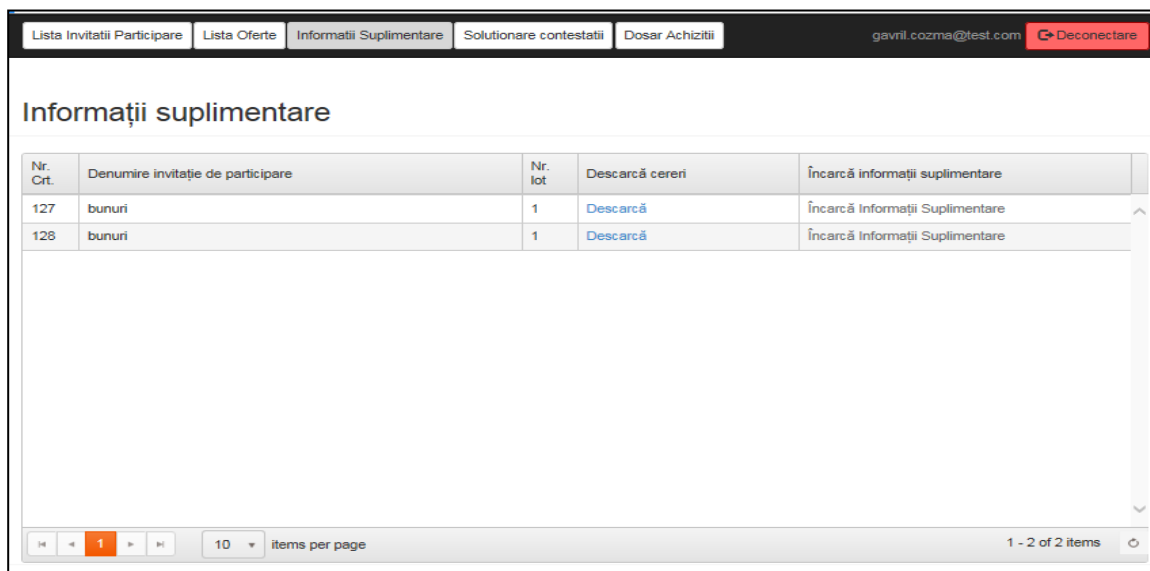 Lista Invitatii Participare Lista Oferte Informatii Suplimentare Solutionare contestatii Dosar Achizitii gavril.cozma@test.com Deconectare
Informații suplimentare
Nr. Crt. Denumire invitație de participare Nr. lot Descarcă cereri Încarcă informații suplimentare
127 bunuri 1 Descarcă Încarcă Informații Suplimentare
128 bunuri 1 Descarcă Încarcă Informații Suplimentare
1 10 items per page 1 - 2 of 2 items